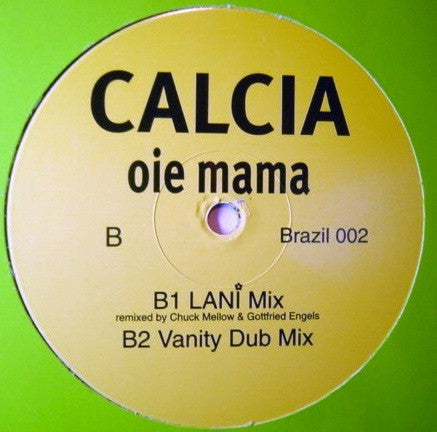 CALCIA
oie mama
B Brazil 002
B1 LANI Mix
remixed by Chuck Mellow & Gottfried Engels
B2 Vanity Dub Mix